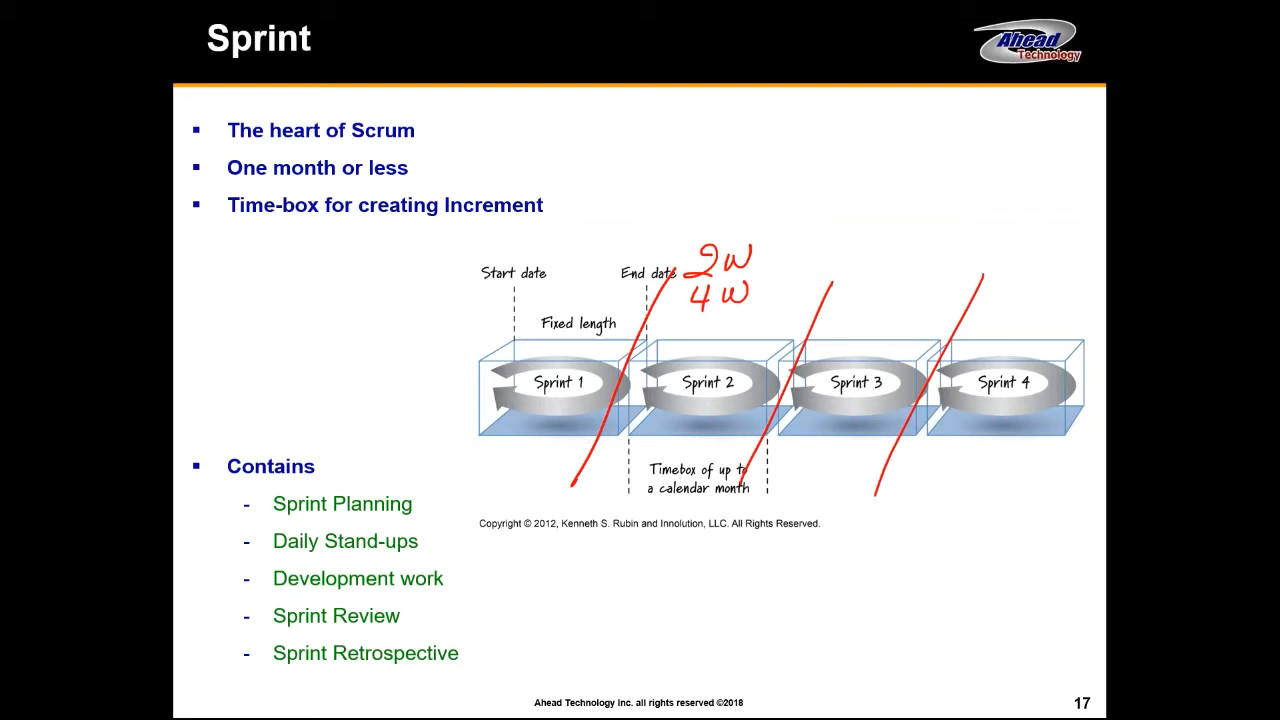 Sprint
Ahead
Technology
▪ The heart of Scrum
▪ One month or less
▪ Time-box for creating Increment
Start date
End date
2W
4W
Fixed length
Sprint 1
Sprint 2
Sprint 3
Sprint 4
Timebox of up to
a calendar month
Copyright © 2012, Kenneth S. Rubin and Innolution, LLC. All Rights Reserved.
▪ Contains
- Sprint Planning
- Daily Stand-ups
- Development work
- Sprint Review
- Sprint Retrospective
Ahead Technology Inc. all rights reserved ©2018
17